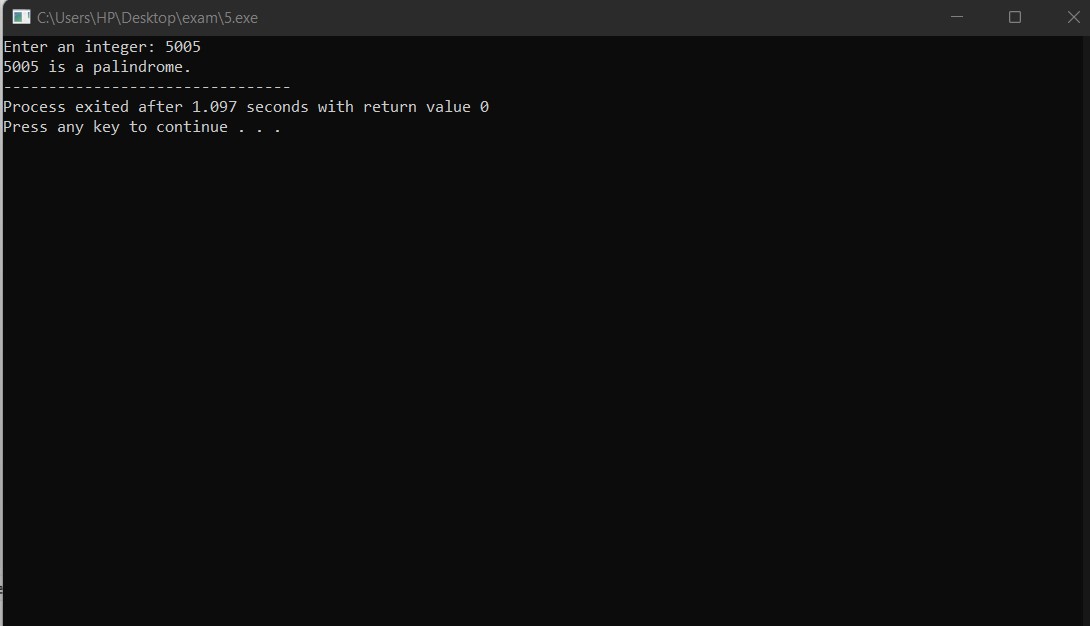 C:\Users\HP\Desktop\exam\5.exe
Enter an integer: 5005
5005 is a palindrome.
--------------------------------
Process exited after 1.097 seconds with return value 0
Press any key to continue . . .